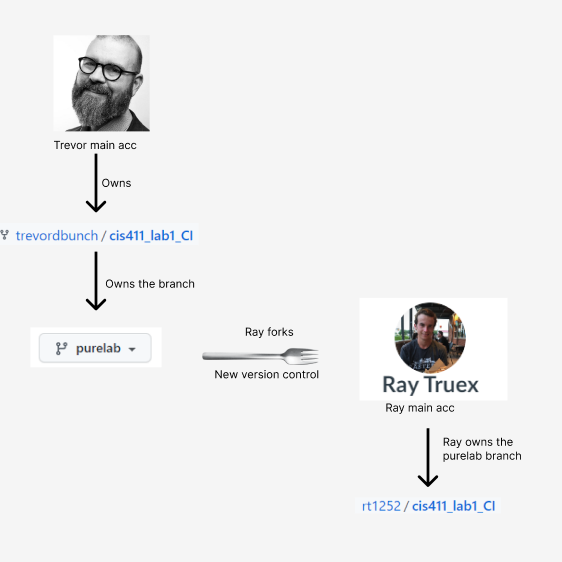 Trevor main acc
Owns
trevordbunch / cis411_lab1_CI
Owns the branch
purelab
Ray forks
New version control
Ray Truex
Ray main acc
Ray owns the
purelab branch
rt1252 / cis411_lab1_CI